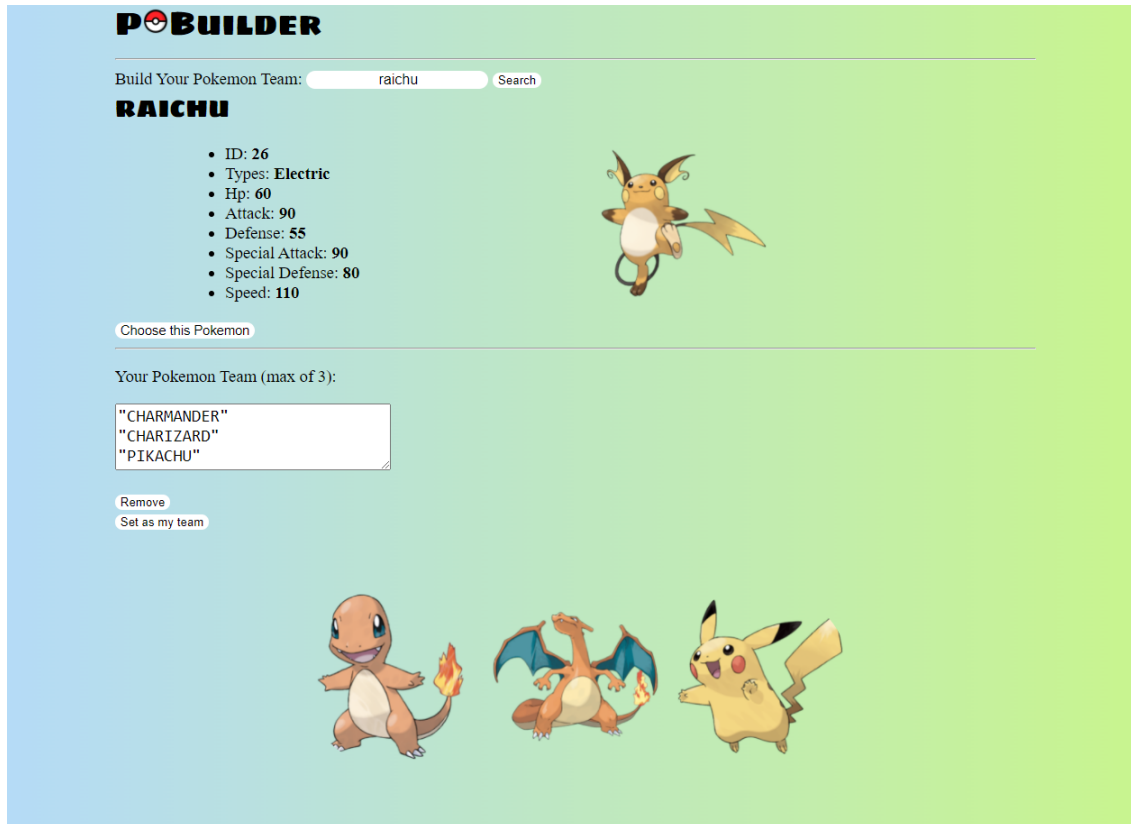 POBUILDER
Build Your Pokemon Team: raichu Search
RAICHU
ID: 26
Types: Electric
Hp: 60
Attack: 90
Defense: 55
Special Attack: 90
Special Defense: 80
Speed: 110
Choose this Pokemon
Your Pokemon Team (max of 3):
"CHARMANDER"
"CHARIZARD"
"PIKACHU"
Remove
Set as my team